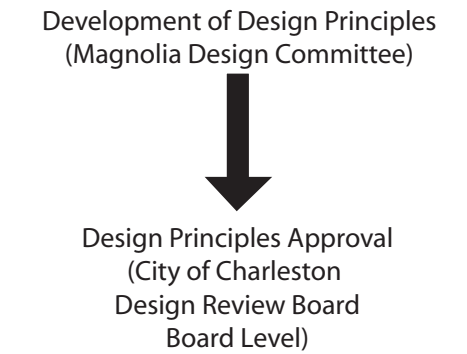 Development of Design Principles
(Magnolia Design Committee)
Design Principles Approval
(City of Charleston
Design Review Board
Board Level)